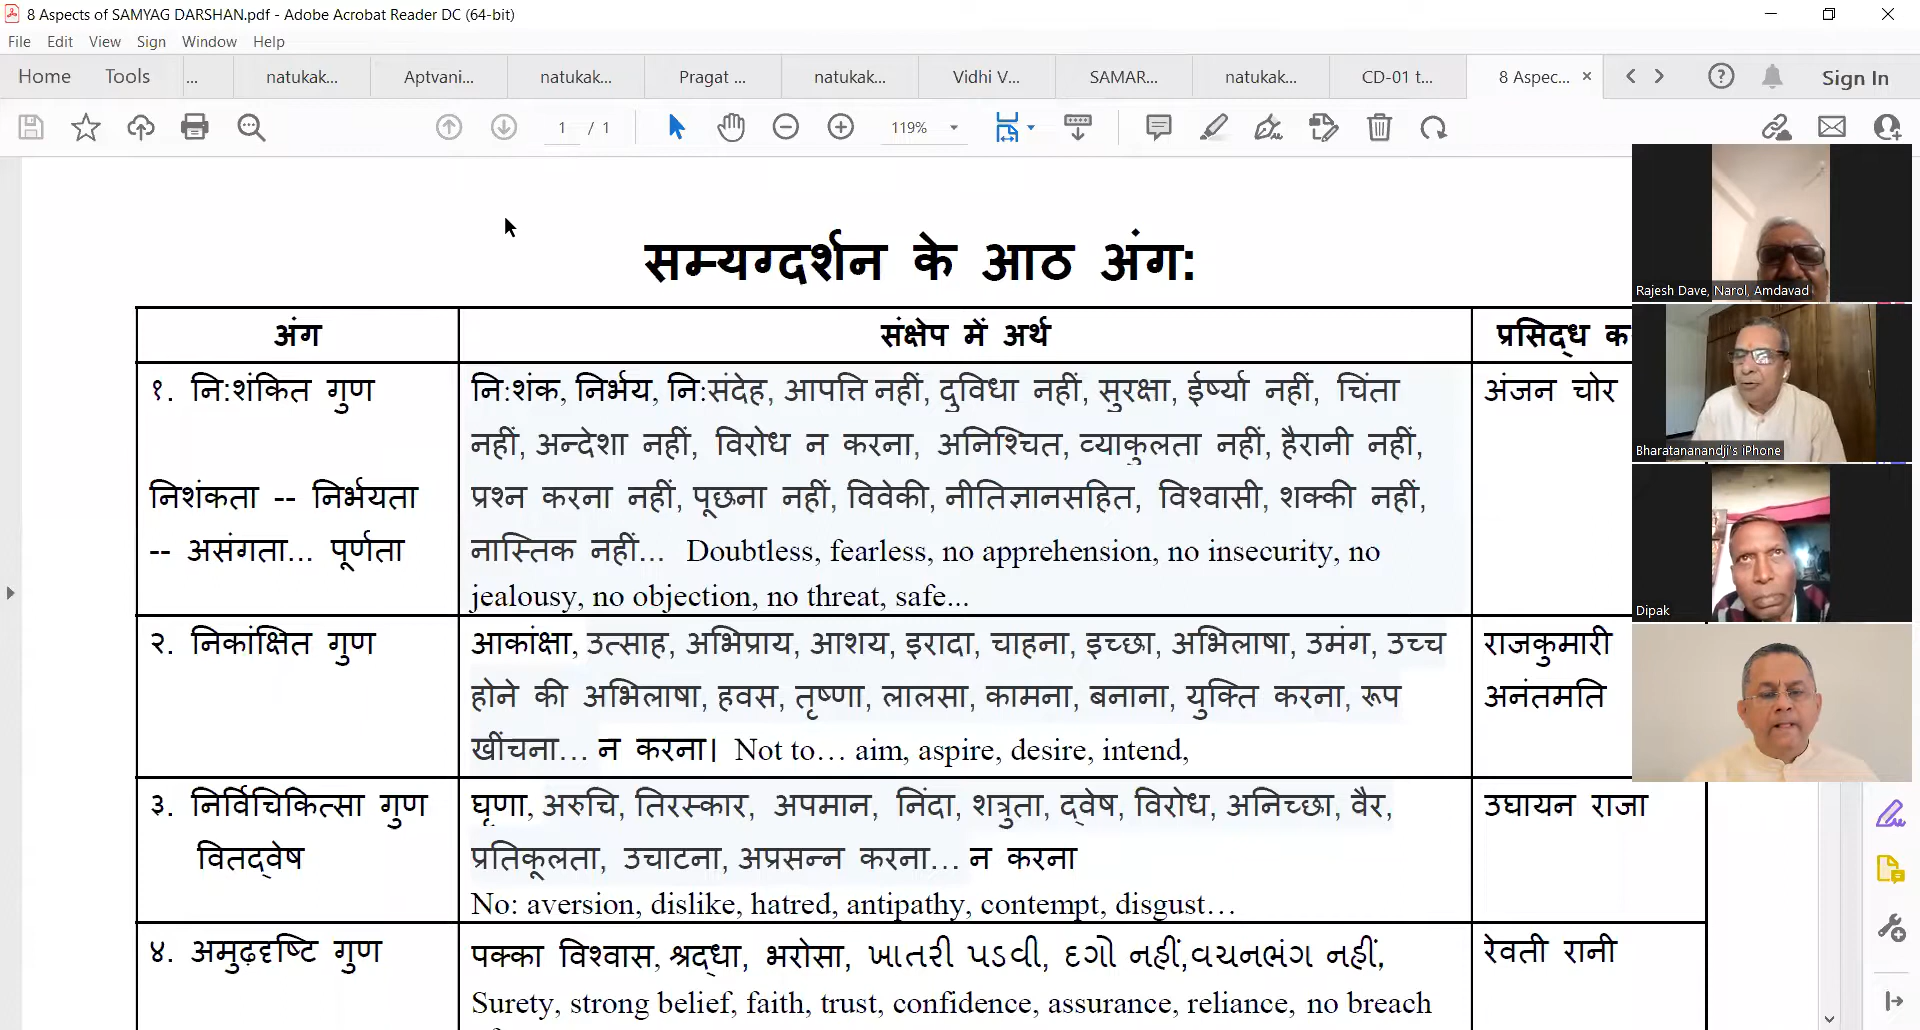 8 Aspects of SAMYAG DARSHAN.pdf - Adobe Acrobat Reader DC (64-bit)
File Edit View Sign Window Help
Home Tools ... natukak... Aptvani... natukak... Pragat ... natukak... Vidhi V... SAMAR... natukak... CD-01 t... 8 Aspec... × Sign In
1 / 1 119%
सम्यग्दर्शन के आठ अंग:
अंग संक्षेप में अर्थ प्रसिद्ध क
१. नि:शंकित गुण
निशंकता -- निर्भयता
-- असंगता... पूर्णता
नि:शंक, निर्भय, नि:संदेह, आपत्ति नहीं, दुविधा नहीं, सुरक्षा, ईर्ष्या नहीं, चिंता
नहीं, अन्देशा नहीं, विरोध न करना, अनिश्चित, व्याकुलता नहीं, हैरानी नहीं,
प्रश्न करना नहीं, पूछना नहीं, विवेकी, नीतिज्ञानसहित, विश्वासी, शक्की नहीं,
नास्तिक नहीं... Doubtless, fearless, no apprehension, no insecurity, no
jealousy, no objection, no threat, safe...
अंजन चोर
२. निकांक्षित गुण
आकांक्षा, उत्साह, अभिप्राय, आशय, इरादा, चाहना, इच्छा, अभिलाषा, उमंग, उच्च
होने की अभिलाषा, हवस, तृष्णा, लालसा, कामना, बनाना, युक्ति करना, रूप
खींचना... न करना। Not to... aim, aspire, desire, intend,
राजकुमारी
अनंतमति
३. निर्विचिकित्सा गुण
वितद्वेष
घृणा, अरुचि, तिरस्कार, अपमान, निंदा, शत्रुता, द्वेष, विरोध, अनिच्छा, वैर,
प्रतिकूलता, उचाटना, अप्रसन्न करना... न करना
No: aversion, dislike, hatred, antipathy, contempt, disgust...
उघायन राजा
४. अमुढ़दृष्टि गुण
पक्का विश्वास, श्रद्धा, भरोसा, ખાતરી પડવી, દગો નહીં,વચનભંગ નહીં,
Surety, strong belief, faith, trust, confidence, assurance, reliance, no breach
रेवती रानी
Rajesh Dave, Narol, Amdavad
Bharatananandji's iPhone
Dipak